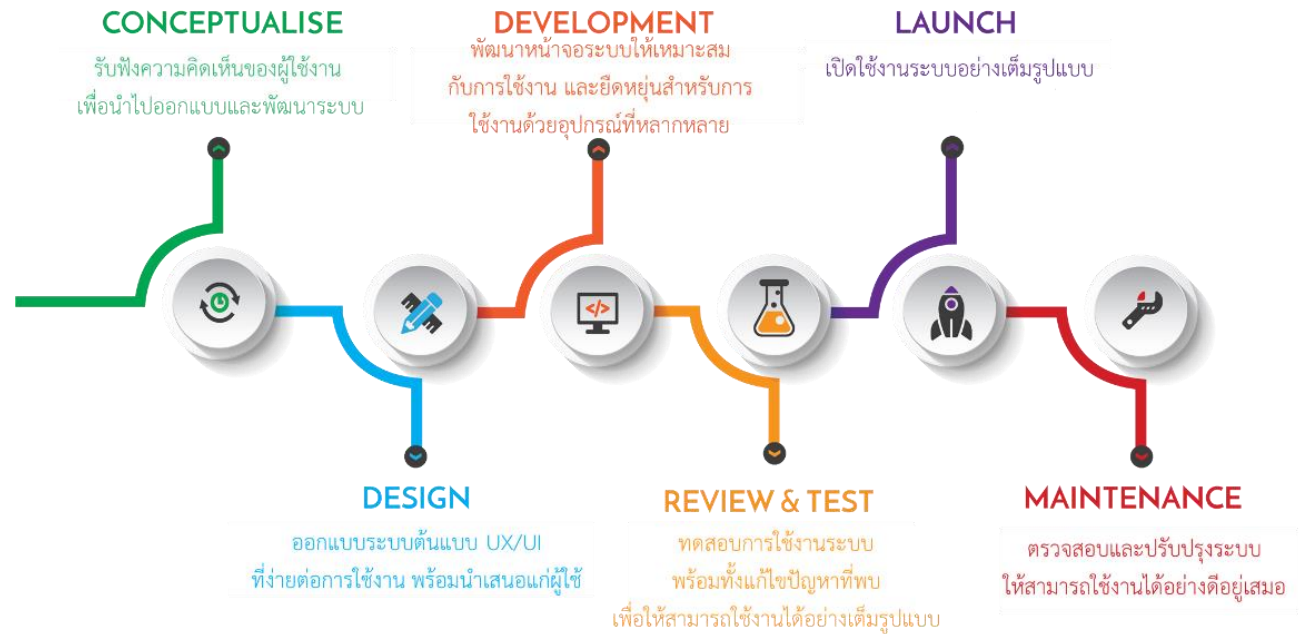 CONCEPTUALISE
รับฟังความคิดเห็นของผู้ใช้งาน
เพื่อนำไปออกแบบและพัฒนาระบบ
DEVELOPMENT
พัฒนาหน้าจอระบบให้เหมาะสม
กับการใช้งาน และยืดหยุ่นสำหรับการ
ใช้งานด้วยอุปกรณ์ที่หลากหลาย
LAUNCH
เปิดใช้งานระบบอย่างเต็มรูปแบบ
</>
DESIGN
ออกแบบระบบต้นแบบ UX/UI
ที่ง่ายต่อการใช้งาน พร้อมนำเสนอแก่ผู้ใช้
REVIEW & TEST
ทดสอบการใช้งานระบบ
พร้อมทั้งแก้ไขปัญหาที่พบ
เพื่อให้สามารถใช้งานได้อย่างเต็มรูปแบบ
MAINTENANCE
ตรวจสอบและปรับปรุงระบบ
ให้สามารถใช้งานได้อย่างดีอยู่เสมอ